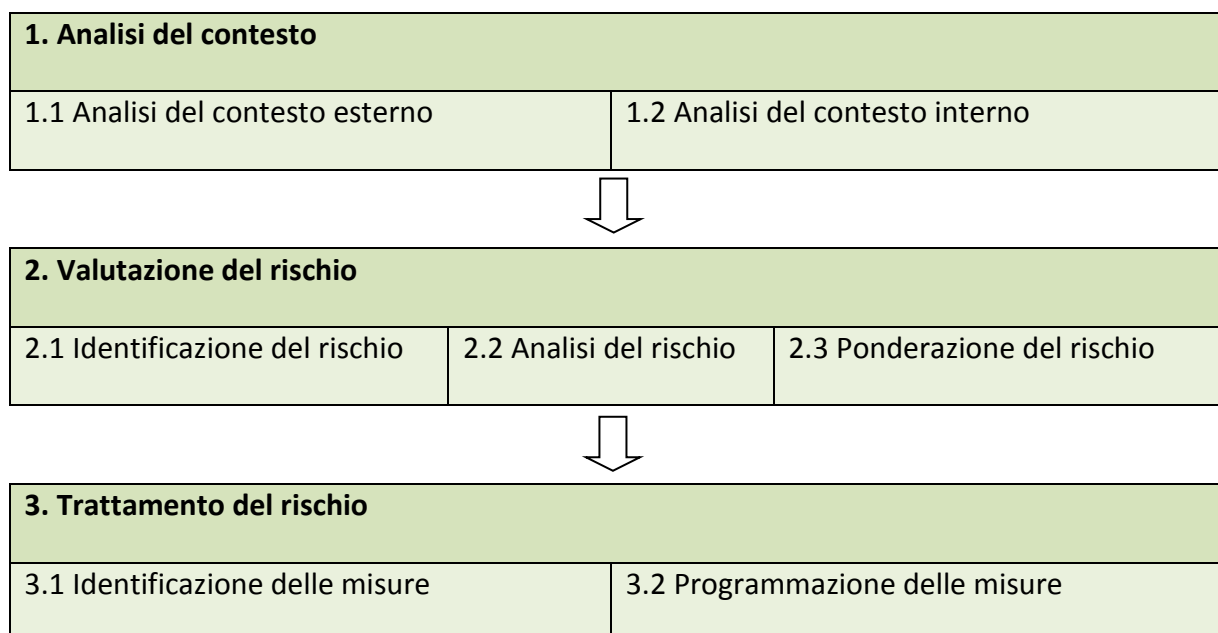 1. Analisi del contesto
1.1 Analisi del contesto esterno
1.2 Analisi del contesto interno
2. Valutazione del rischio
2.1 Identificazione del rischio
2.2 Analisi del rischio
2.3 Ponderazione del rischio
3. Trattamento del rischio
3.1 Identificazione delle misure
3.2 Programmazione delle misure